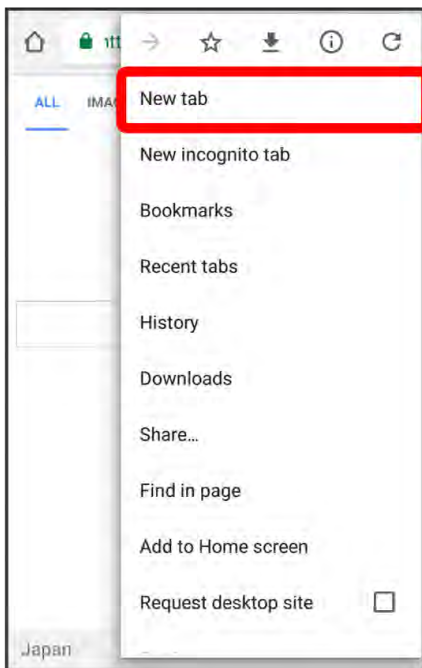 ALL
New tab
New incognito tab
Bookmarks
Recent tabs
History
Downloads
Share...
Find in page
Add to Home screen
Request desktop site
Japan